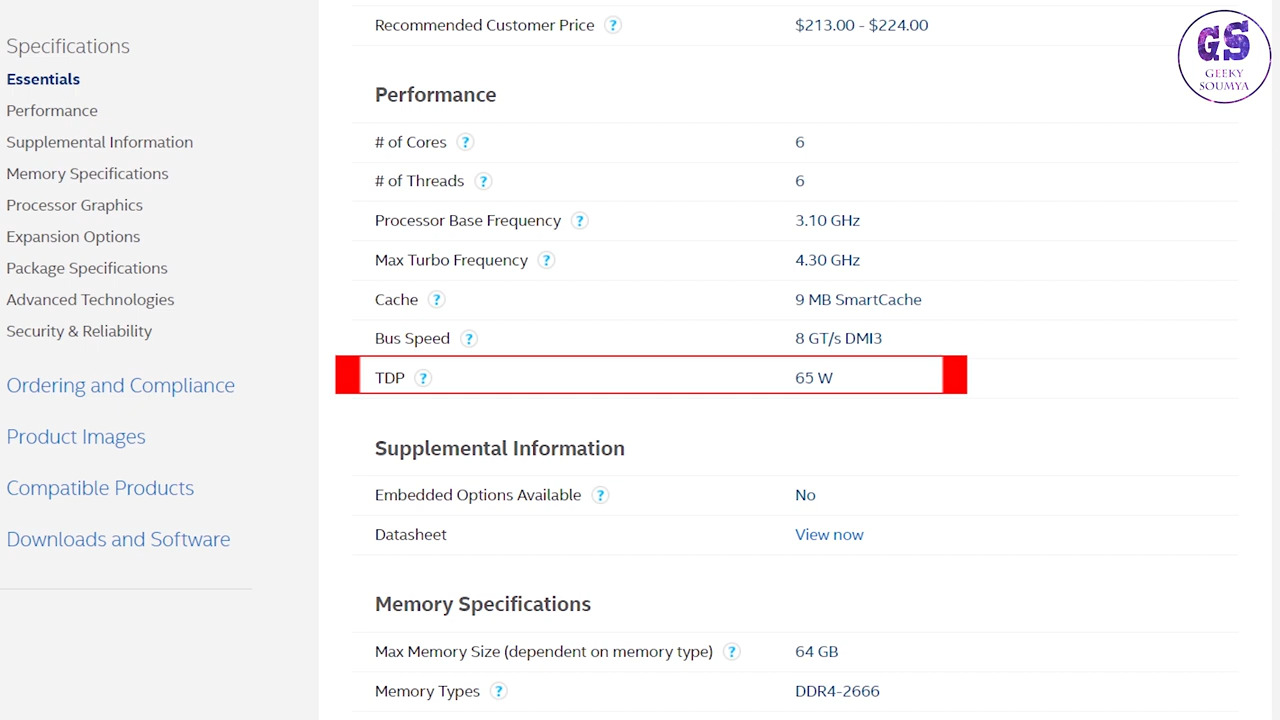 Specifications
Essentials
Performance
Supplemental Information
Memory Specifications
Processor Graphics
Expansion Options
Package Specifications
Advanced Technologies
Security & Reliability
Ordering and Compliance
Product Images
Compatible Products
Downloads and Software
Recommended Customer Price ? $213.00 - $224.00
Performance
# of Cores ? 6
# of Threads ? 6
Processor Base Frequency ? 3.10 GHz
Max Turbo Frequency ? 4.30 GHz
Cache ? 9 MB SmartCache
Bus Speed ? 8 GT/s DMI3
TDP ? 65 W
Supplemental Information
Embedded Options Available ? No
Datasheet View now
Memory Specifications
Max Memory Size (dependent on memory type) ? 64 GB
Memory Types ? DDR4-2666
GS
GEEKY
SOUMYA